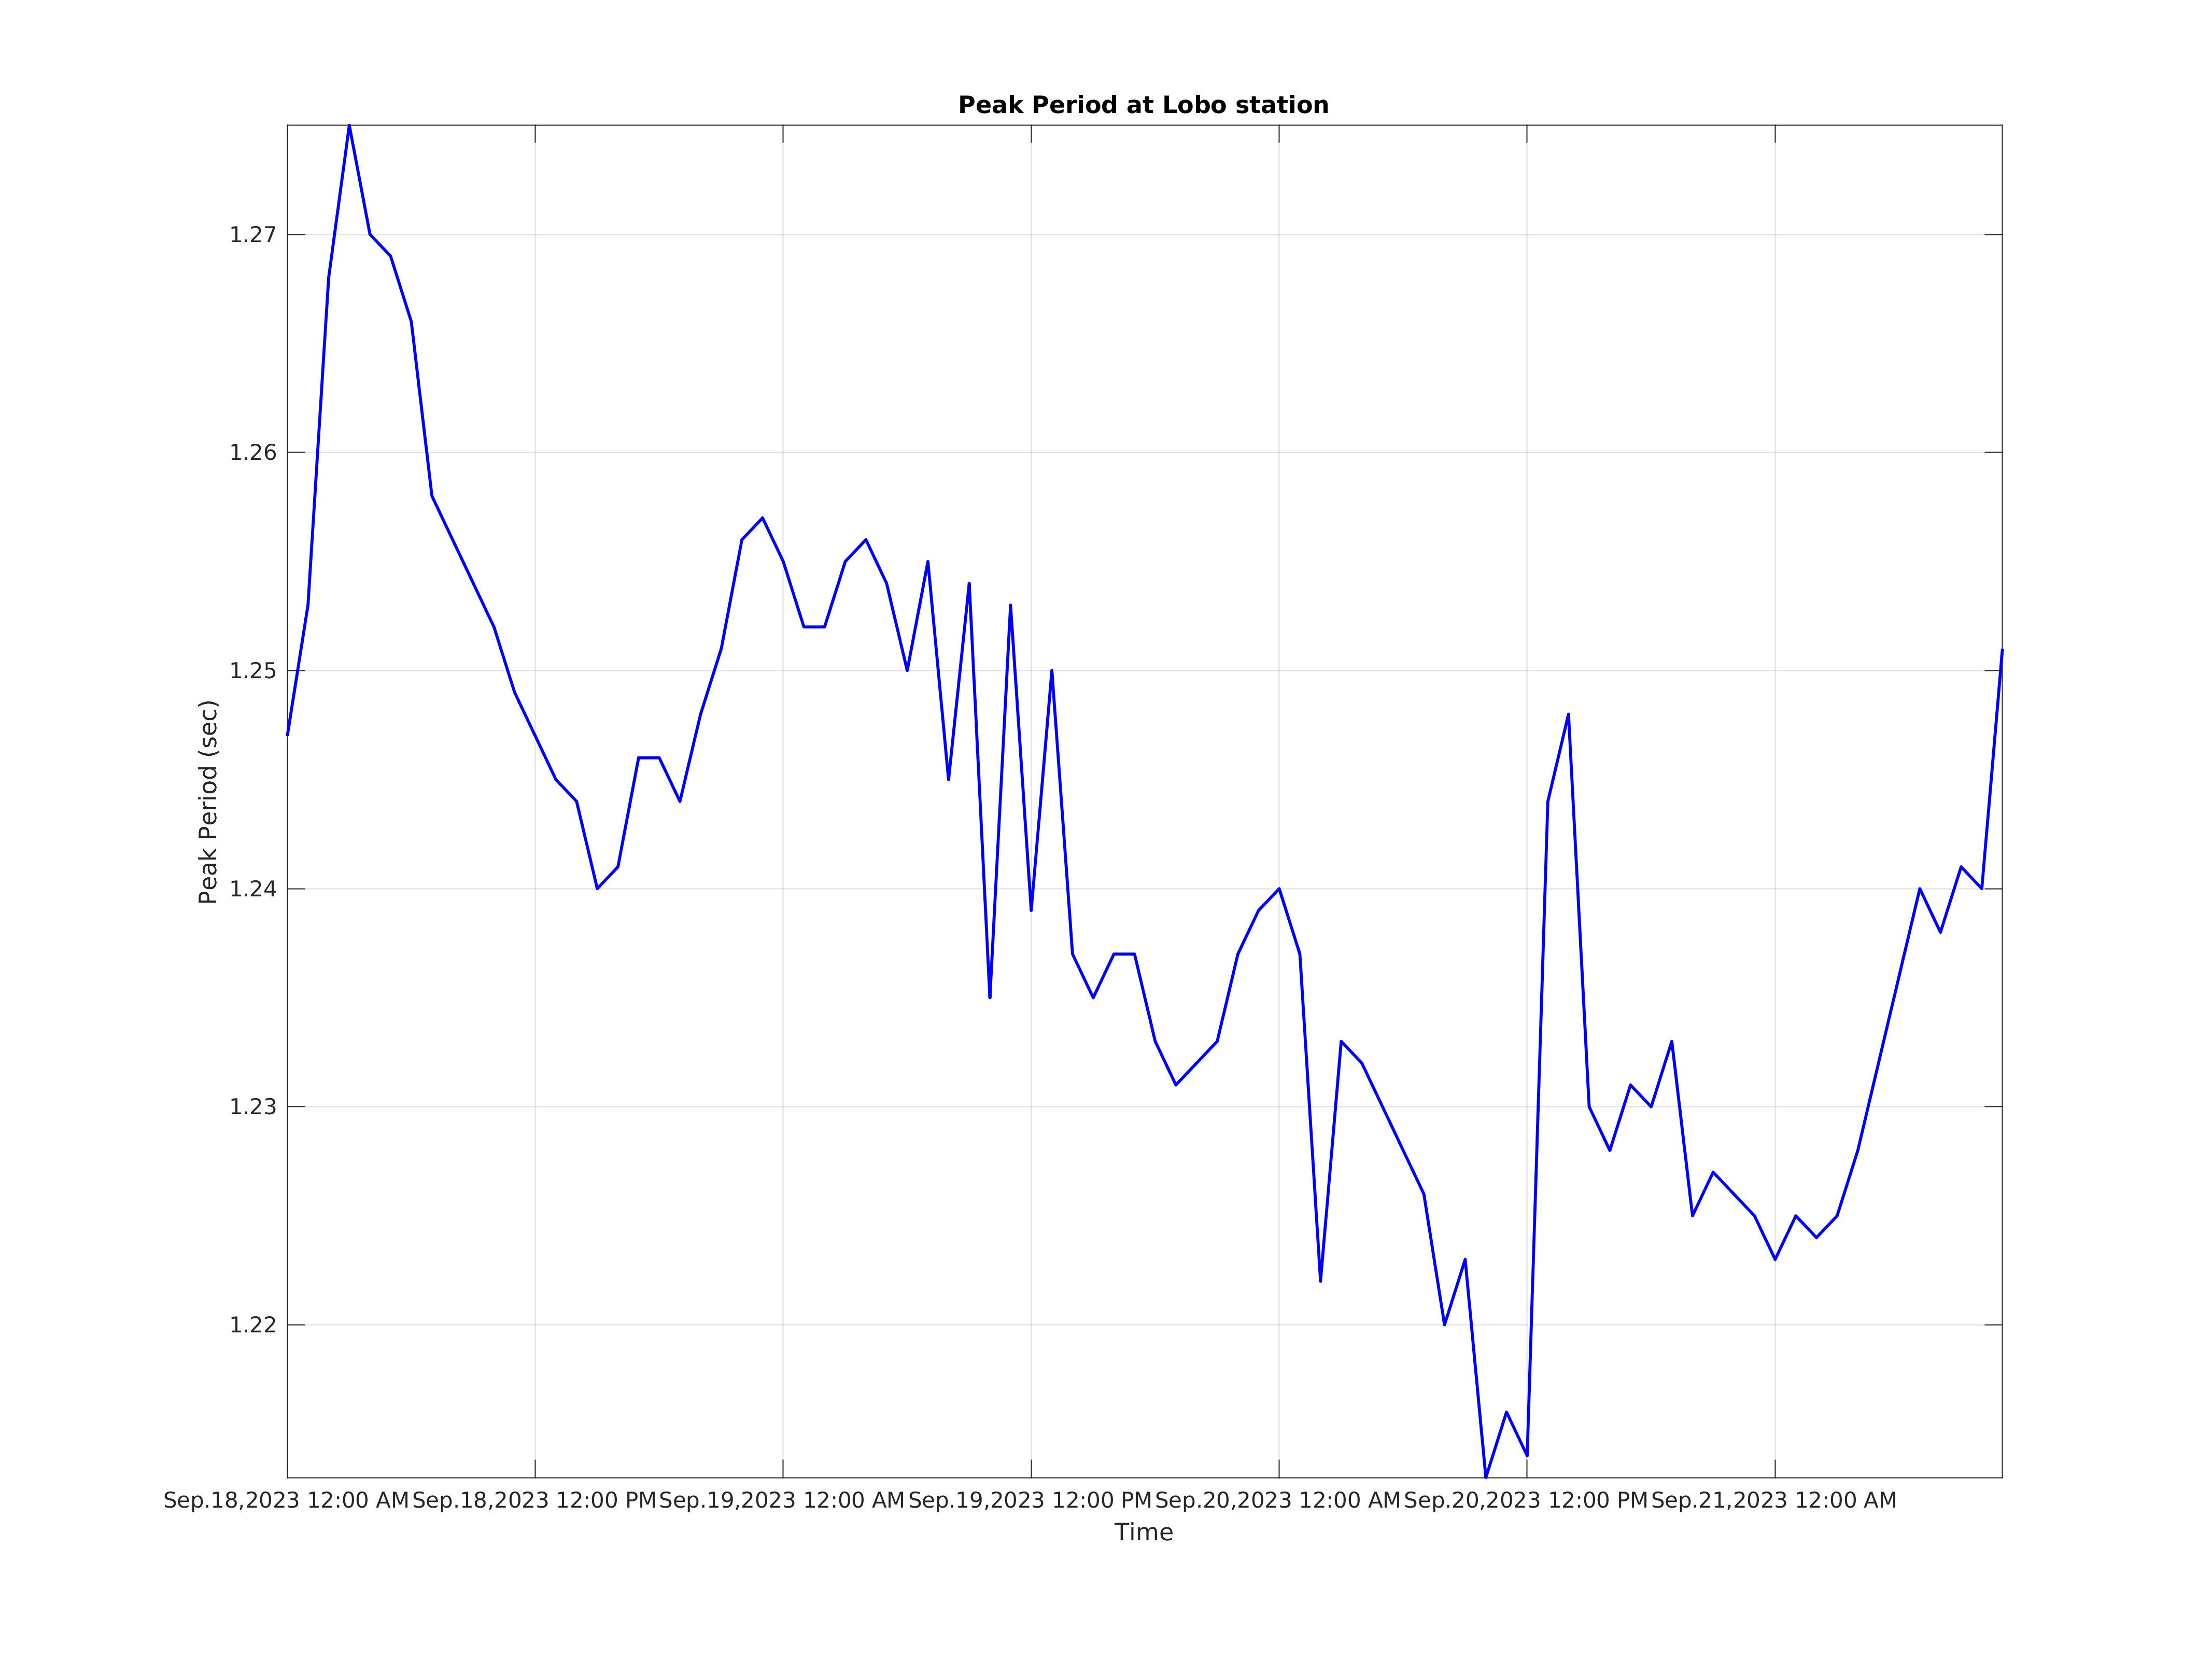 Peak Period at Lobo station
Peak Period (sec)
1.27
1.26
1.25
1.24
1.23
1.22
Sep.18,2023 12:00 AM Sep.18,2023 12:00 PM Sep.19,2023 12:00 AM Sep.19,2023 12:00 PM Sep.20,2023 12:00 AM Sep.20,2023 12:00 PM Sep.21,2023 12:00 AM
Time